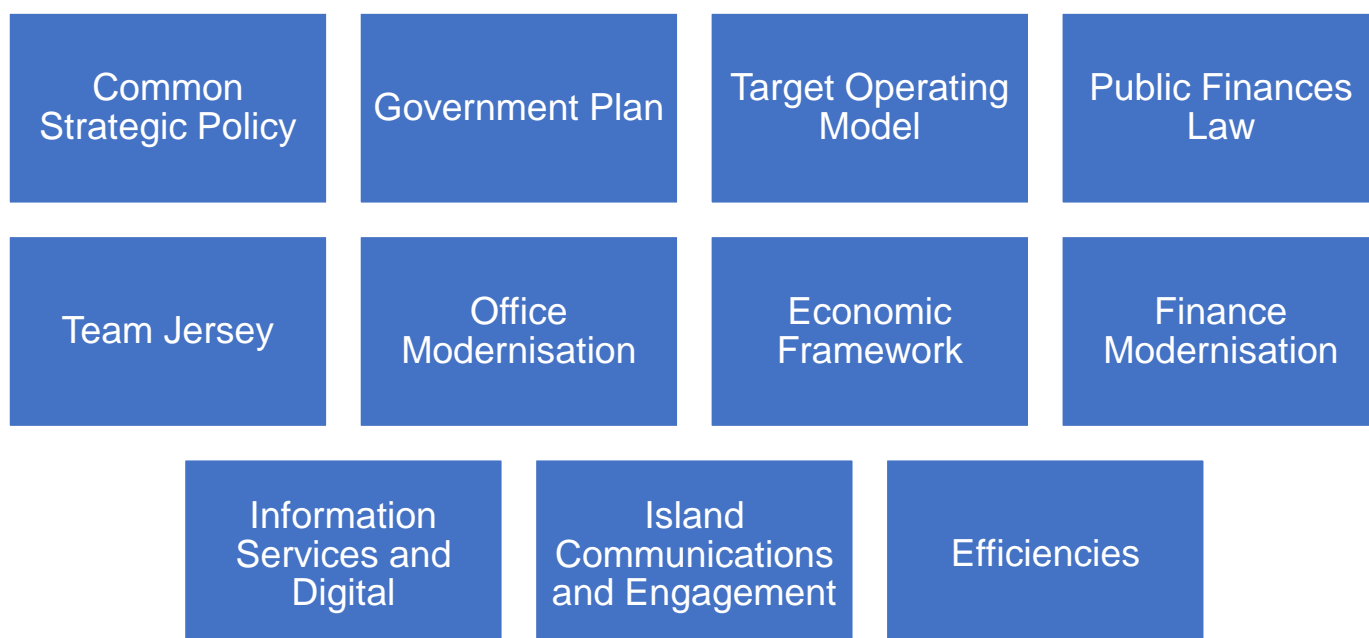 Common
Strategic Policy
Government Plan
Target Operating
Model
Public Finances
Law
Team Jersey
Office
Modernisation
Economic
Framework
Finance
Modernisation
Information
Services and
Digital
Island
Communications
and Engagement
Efficiencies